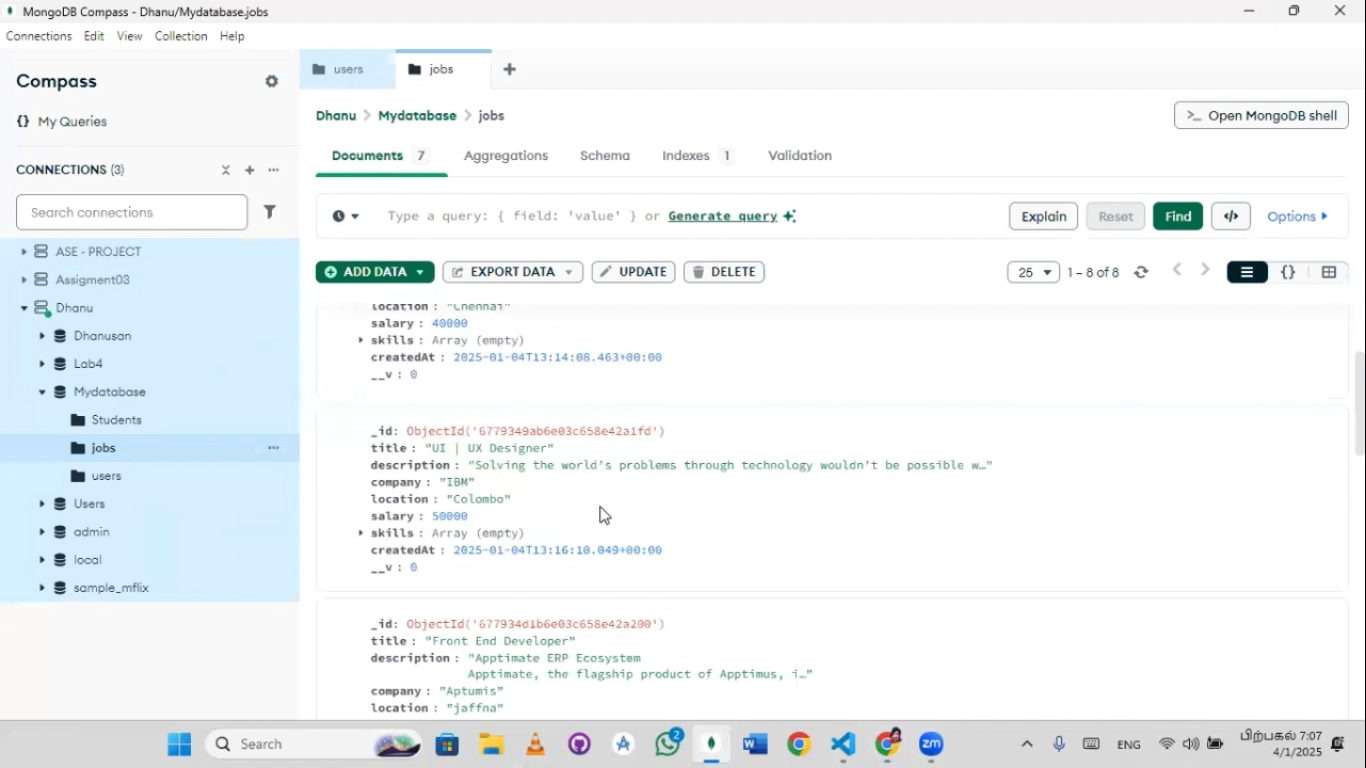 MongoDB Compass - Dhanu/Mydatabase.jobs
Connections Edit View Collection Help
Compass
{} My Queries
CONNECTIONS (3)
Search connections
ASE - PROJECT
Assigment03
Dhanu
Dhanusan
Lab4
Mydatabase
Students
jobs
users
Users
admin
local
sample_mflix
users jobs
Dhanu > Mydatabase > jobs
>_ Open MongoDB shell
Documents 7 Aggregations Schema Indexes 1 Validation
Type a query: { field: 'value' } or Generate query
Explain Reset Find </> Options
ADD DATA EXPORT DATA UPDATE DELETE
25 1 – 8 of 8 {}
location : "Chennai"
salary : 40000
skills : Array (empty)
createdAt : 2025-01-04T13:14:08.463+00:00
__v : 0
_id: ObjectId('6779349ab6e03c658e42a1fd')
title : "UI | UX Designer"
description : "Solving the world’s problems through technology wouldn’t be possible w…"
company : "IBM"
location : "Colombo"
salary : 50000
skills : Array (empty)
createdAt : 2025-01-04T13:16:10.049+00:00
__v : 0
_id: ObjectId('677934d1b6e03c658e42a200')
title : "Front End Developer"
description : "Apptimate ERP Ecosystem
Apptimate, the flagship product of Apptimus, i…"
company : "Aptumis"
location : "jaffna"
Search
2
ENG
பிற்பகல் 7:07
4/1/2025